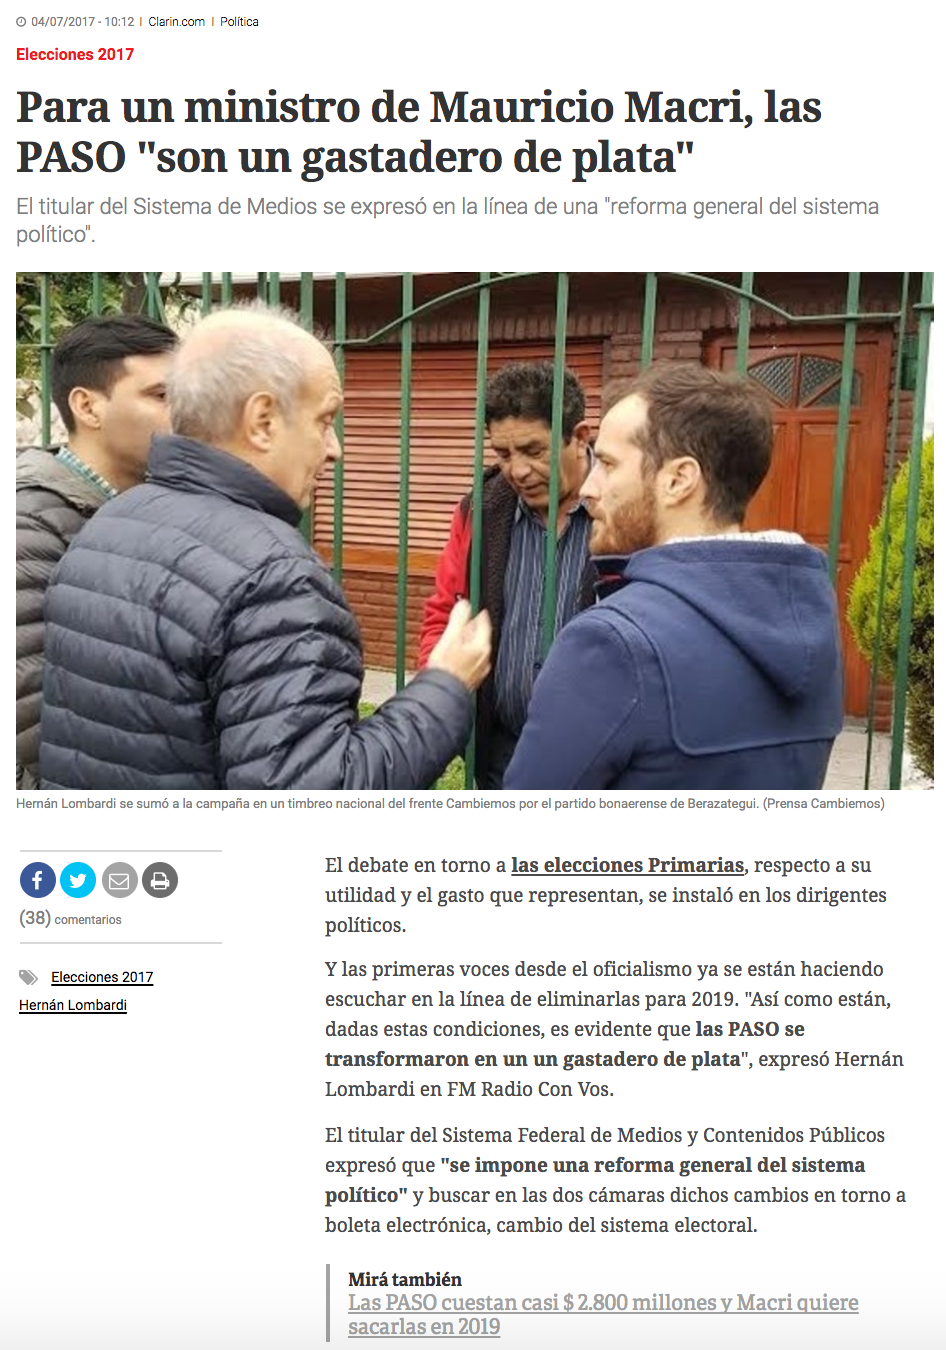 04/07/2017 - 10:12 | Clarin.com | Política
Elecciones 2017
Para un ministro de Mauricio Macri, las
PASO "son un gastadero de plata"
El titular del Sistema de Medios se expresó en la línea de una "reforma general del sistema
político".
Hernán Lombardi se sumó a la campaña en un timbreo nacional del frente Cambiemos por el partido bonaerense de Berazategui. (Prensa Cambiemos)
(38) comentarios
Elecciones 2017
Hernán Lombardi
El debate en torno a las elecciones Primarias, respecto a su
utilidad y el gasto que representan, se instaló en los dirigentes
políticos.
Y las primeras voces desde el oficialismo ya se están haciendo
escuchar en la línea de eliminarlas para 2019. "Así como están,
dadas estas condiciones, es evidente que las PASO se
transformaron en un un gastadero de plata", expresó Hernán
Lombardi en FM Radio Con Vos.
El titular del Sistema Federal de Medios y Contenidos Públicos
expresó que "se impone una reforma general del sistema
político" y buscar en las dos cámaras dichos cambios en torno a
boleta electrónica, cambio del sistema electoral.
Mirá también
Las PASO cuestan casi $ 2.800 millones y Macri quiere
sacarlas en 2019